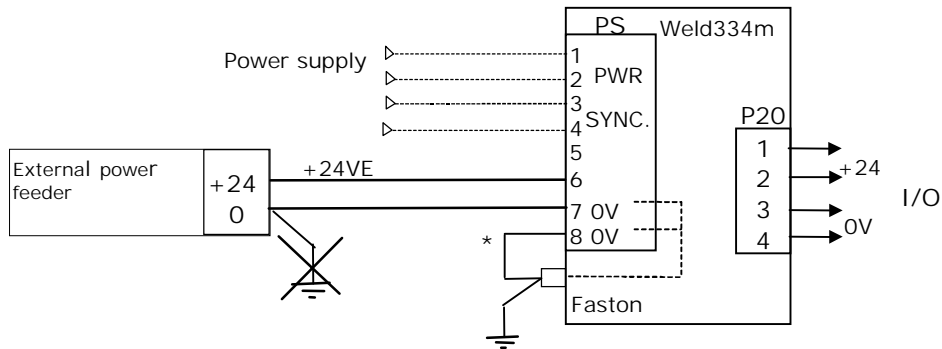 PS Weld334m
Power supply
1
2 PWR
3
SYNC.
4
5
6
7 0V
8 0V
External power
feeder
+24
0
+24VE
*
Faston
P20
1
2
3
4
+24
0V
I/O